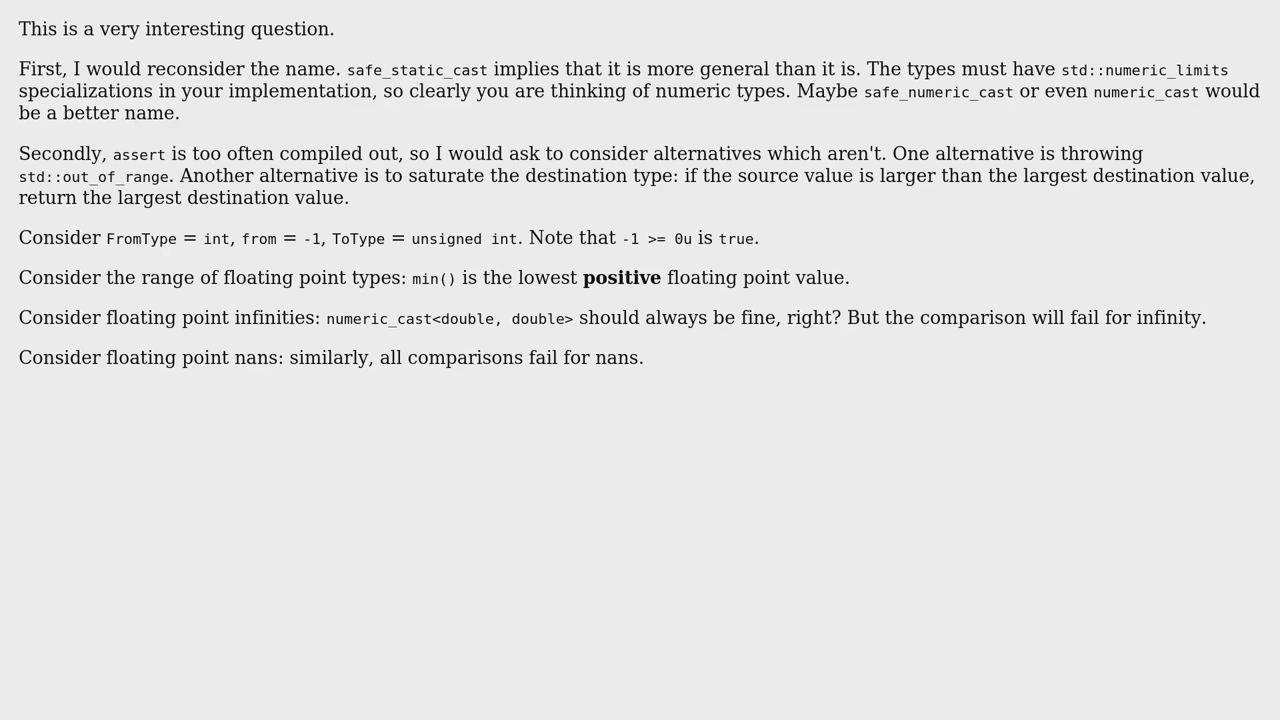 This is a very interesting question.
First, I would reconsider the name. safe_static_cast implies that it is more general than it is. The types must have std::numeric_limits
specializations in your implementation, so clearly you are thinking of numeric types. Maybe safe_numeric_cast or even numeric_cast would
be a better name.
Secondly, assert is too often compiled out, so I would ask to consider alternatives which aren't. One alternative is throwing
std::out_of_range. Another alternative is to saturate the destination type: if the source value is larger than the largest destination value,
return the largest destination value.
Consider FromType = int, from = -1, ToType = unsigned int. Note that -1 >= 0u is true.
Consider the range of floating point types: min() is the lowest positive floating point value.
Consider floating point infinities: numeric_cast<double, double> should always be fine, right? But the comparison will fail for infinity.
Consider floating point nans: similarly, all comparisons fail for nans.